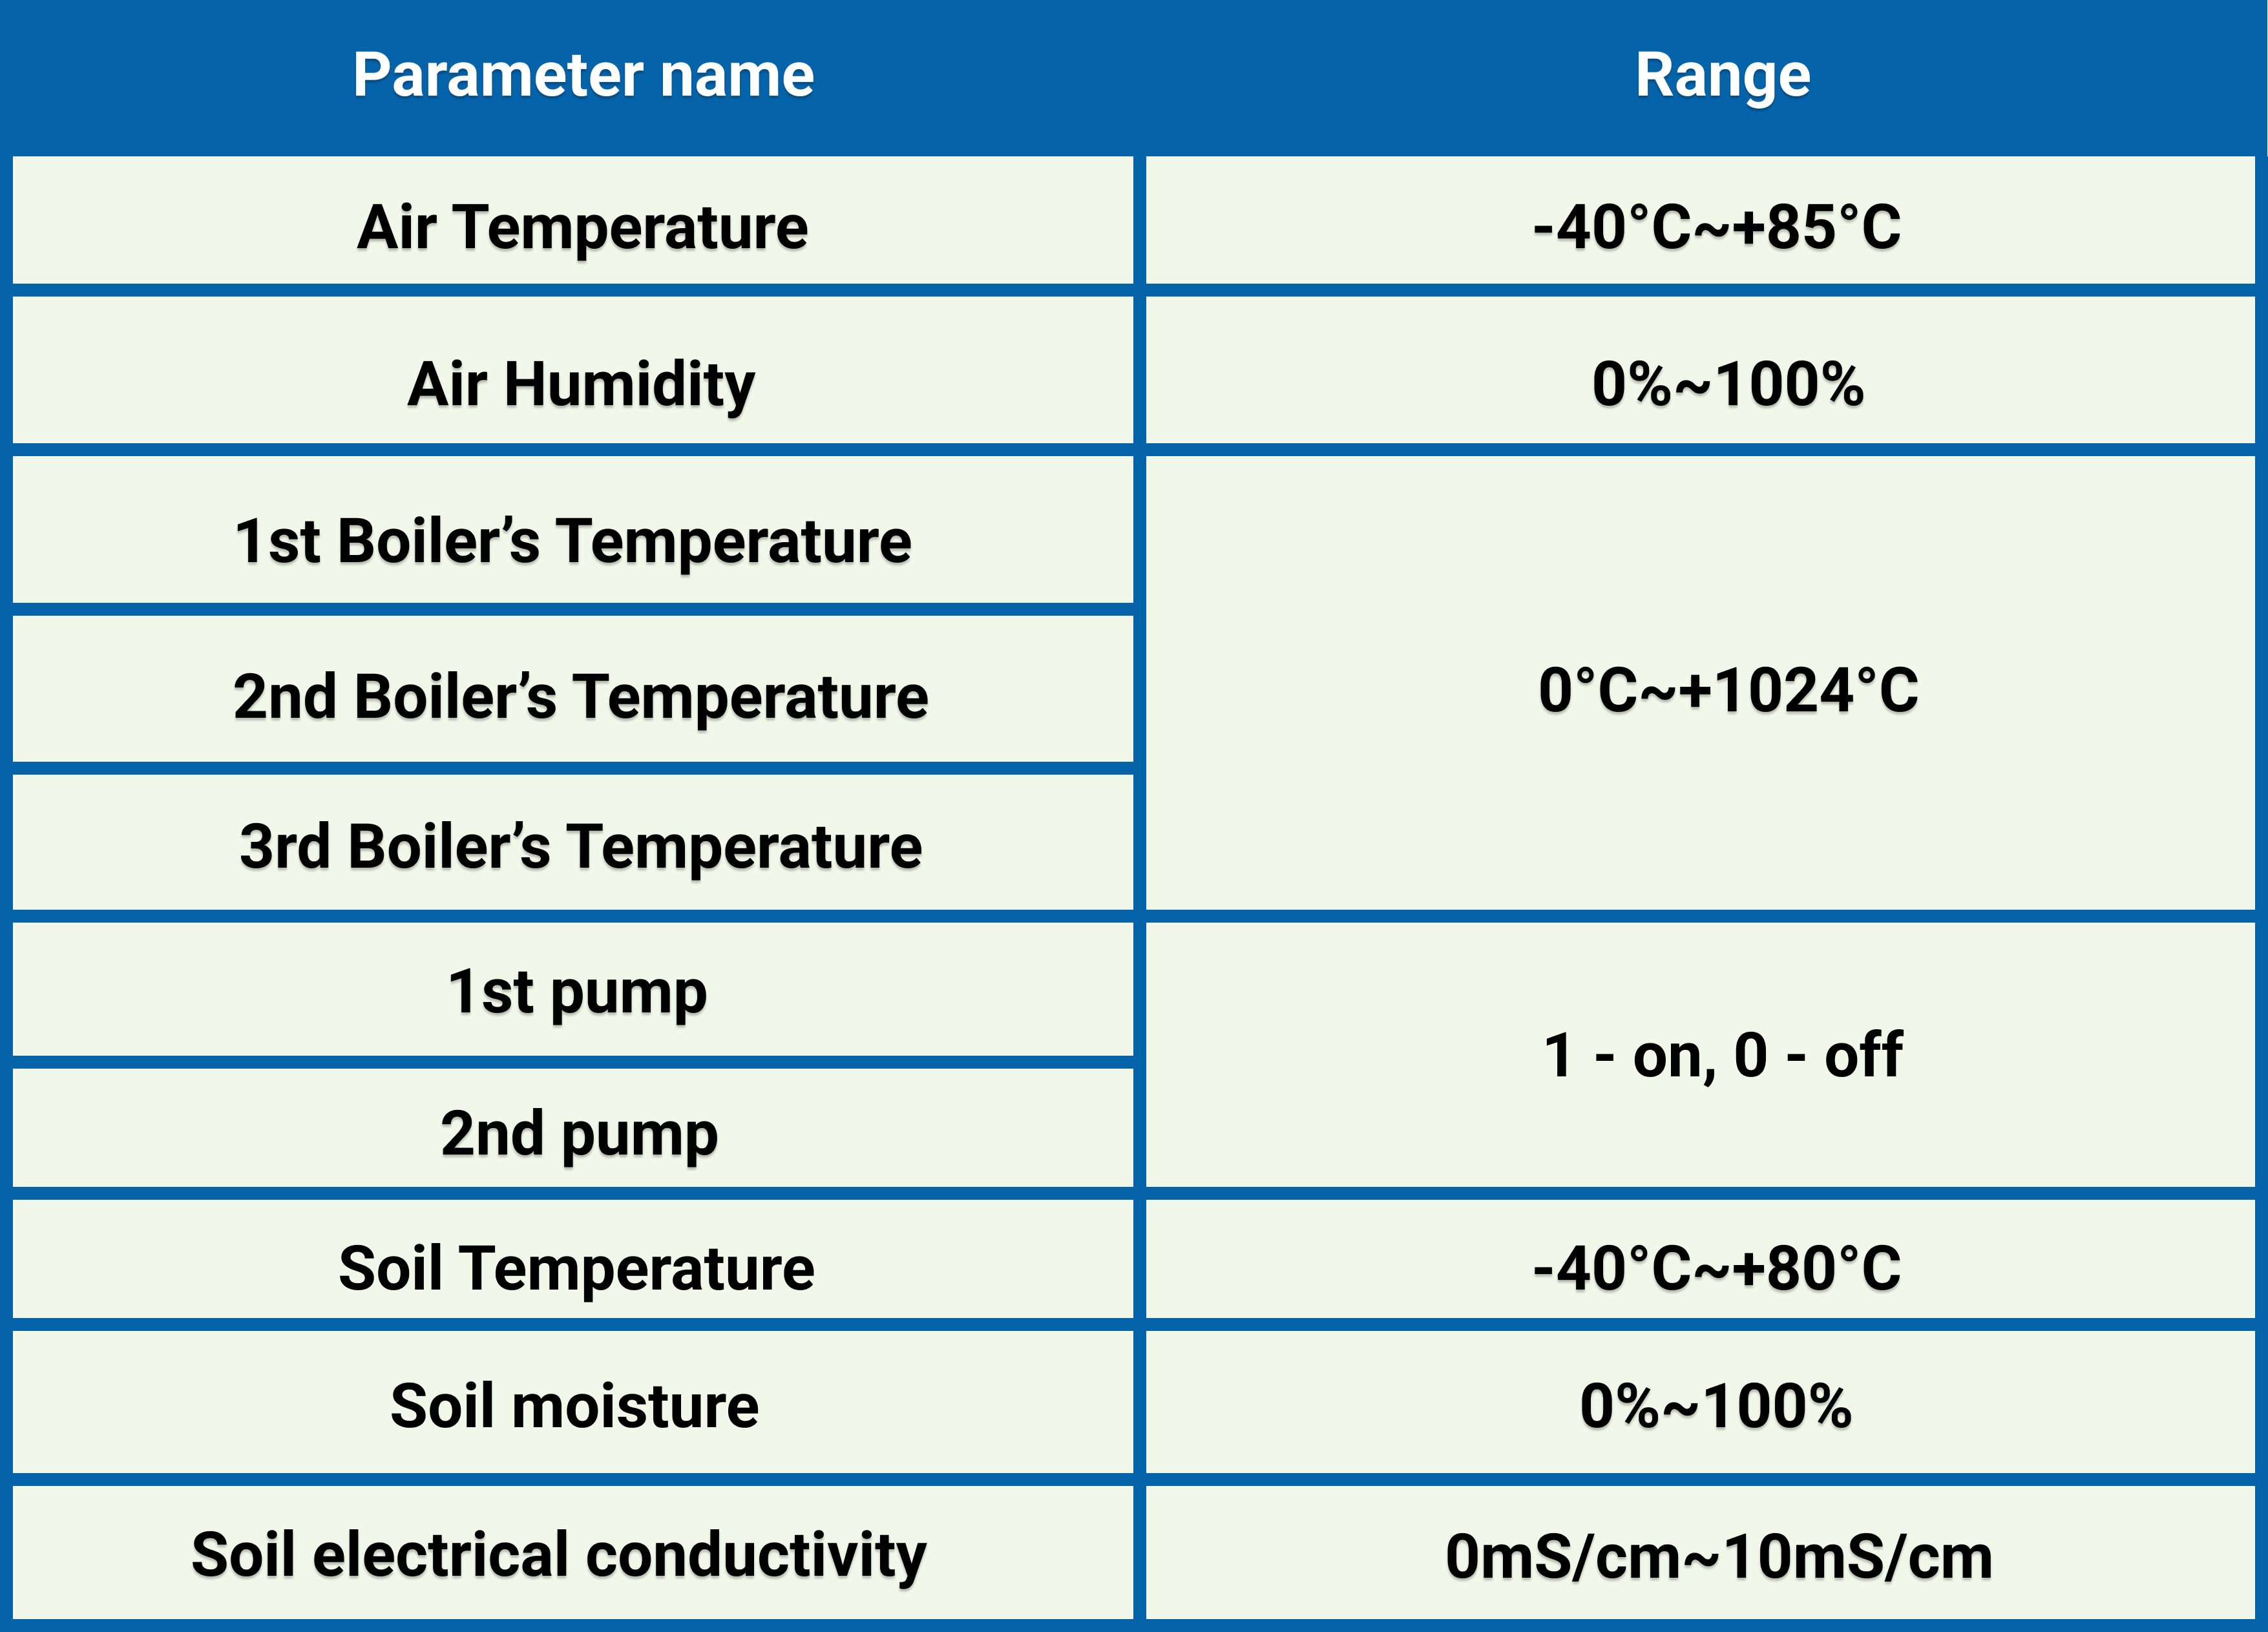 Parameter name Range
Air Temperature -40°C~+85°C
Air Humidity 0%~100%
1st Boiler’s Temperature
2nd Boiler’s Temperature 0°C~+1024°C
3rd Boiler’s Temperature
1st pump
1 - on, 0 - off
2nd pump
Soil Temperature -40°C~+80°C
Soil moisture 0%~100%
Soil electrical conductivity 0mS/cm~10mS/cm